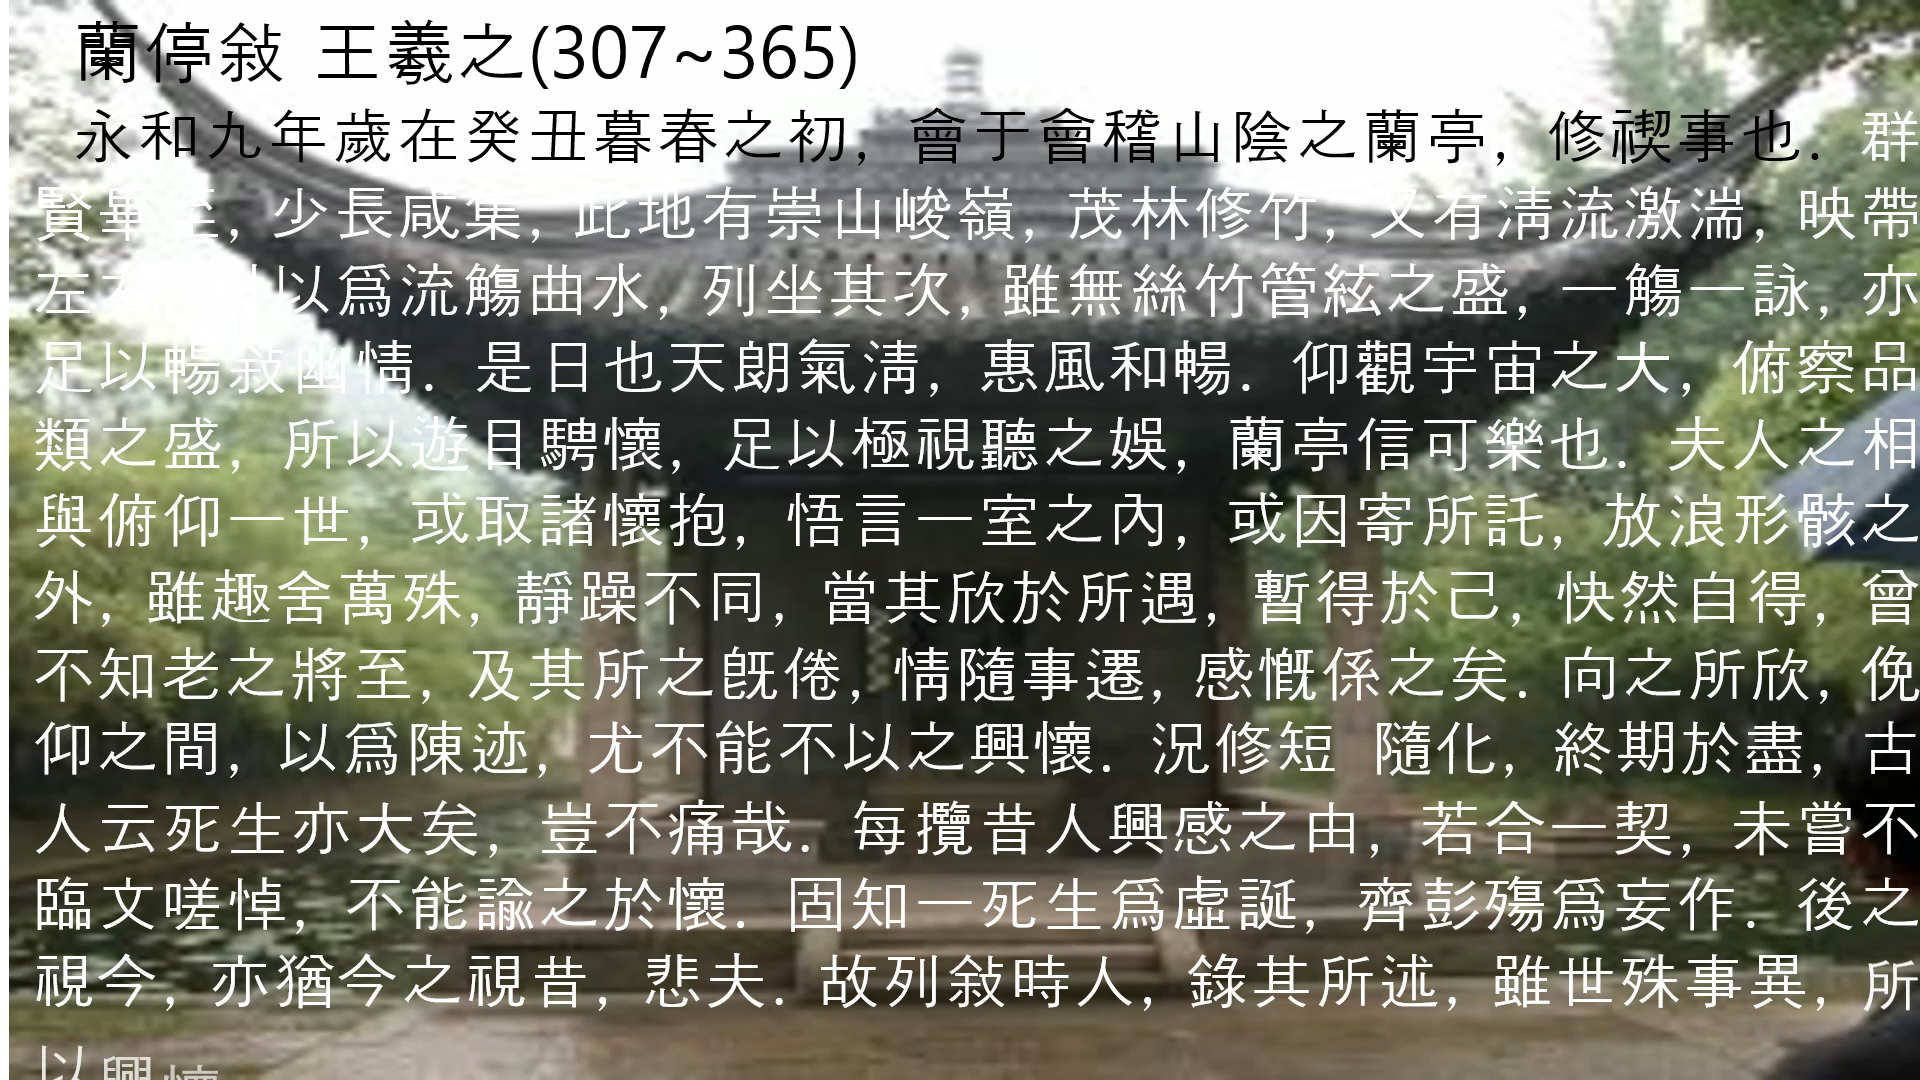 蘭停敍 王羲之(307~365)
永和九年歲在癸丑暮春之初, 會于會稽山陰之蘭亭, 修禊事也. 群
賢畢至, 少長咸集, 此地有崇山峻嶺, 茂林修竹, 又有淸流激湍, 映帶
左 以爲流觴曲水, 列坐其次, 雖無絲竹管絃之盛, 一觴一詠, 亦
足以暢敍幽情. 是日也天朗氣淸, 惠風和暢. 仰觀宇宙之大, 俯察品
類之盛, 所以遊目騁懷, 足以極視聽之娛, 蘭亭信可樂也. 夫人之相
與俯仰一世, 或取諸懷抱, 悟言一室之內, 或因寄所託, 放浪形骸之
外, 雖趣舍萬殊, 靜躁不同, 當其欣於所遇, 暫得於己, 快然自得, 曾
不知老之將至, 及其所之旣倦, 情隨事遷, 感慨係之矣. 向之所欣, 俛
仰之間, 以爲陳迹, 尤不能不以之興懷. 況修短 隨化, 終期於盡, 古
人云死生亦大矣, 豈不痛哉. 每攬昔人興感之由, 若合一契, 未嘗不
臨文嗟悼, 不能諭之於懷. 固知一死生爲虛誕, 齊彭殤爲妄作. 後之
視今, 亦猶今之視昔, 悲夫. 故列敍時人, 錄其所述, 雖世殊事異, 所
以興懷